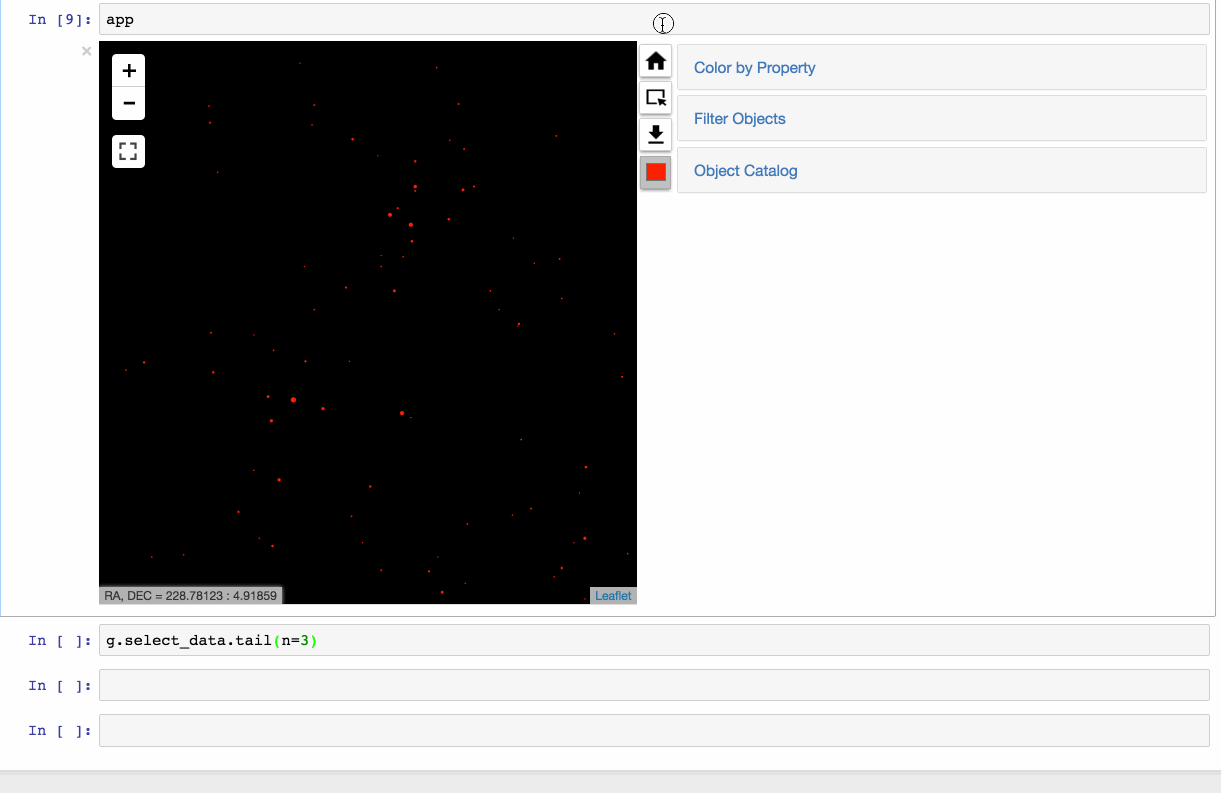 In [9]:
app
×
+
−
Color by Property
Filter Objects
Object Catalog
RA, DEC = 228.78123 : 4.91859
Leaflet
In [ ]:
g.select_data.tail(n=3)
In [ ]:
In [ ]: